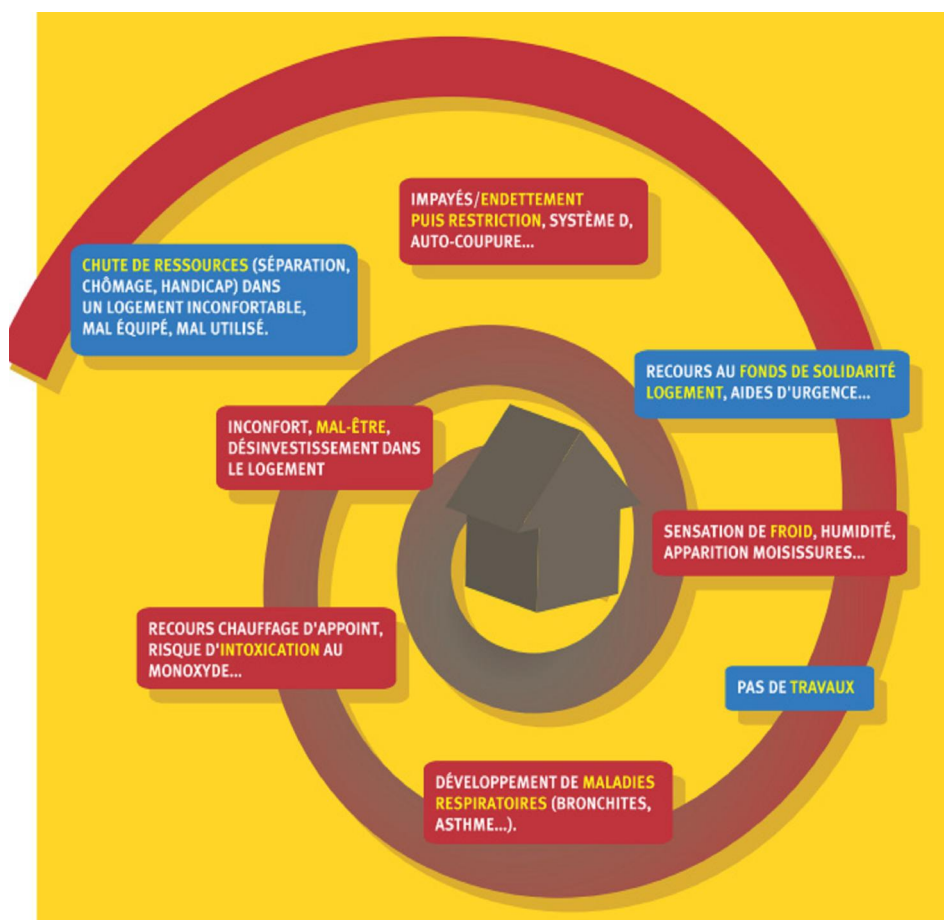 CHUTE DE RESSOURCES (SÉPARATION,
CHÔMAGE, HANDICAP) DANS
UN LOGEMENT INCONFORTABLE,
MAL ÉQUIPÉ, MAL UTILISÉ.
IMPAYÉS/ENDETTEMENT
PUIS RESTRICTION, SYSTÈME D,
AUTO-COUPURE...
RECOURS AU FONDS DE SOLIDARITÉ
LOGEMENT, AIDES D'URGENCE...
SENSATION DE FROID, HUMIDITÉ,
APPARITION MOISISSURES...
PAS DE TRAVAUX
DÉVELOPPEMENT DE MALADIES
RESPIRATOIRES (BRONCHITES,
ASTHME...).
RECOURS CHAUFFAGE D'APPOINT,
RISQUE D'INTOXICATION AU
MONOXYDE...
INCONFORT, MAL-ÊTRE,
DÉSINVESTISSEMENT DANS
LE LOGEMENT